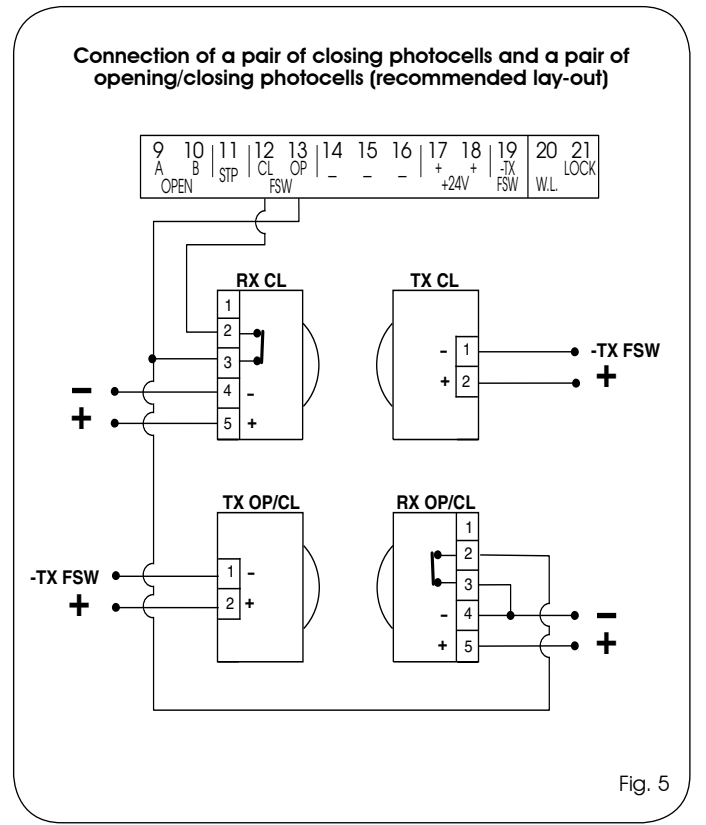 Connection of a pair of closing photocells and a pair of
opening/closing photocells (recommended lay-out)
9 10 11 12 13 14 15 16 17 18 19 20 21
A B STP CL OP – – – + + -TX W.L. LOCK
OPEN FSW +24V FSW
RX CL TX CL
1
2
3
4 -
5 +
–
+
- 1 -TX FSW
+ 2 +
TX OP/CL RX OP/CL
-TX FSW 1 -
+ 2 +
1
2
3
- 4 –
+ 5 +
Fig. 5